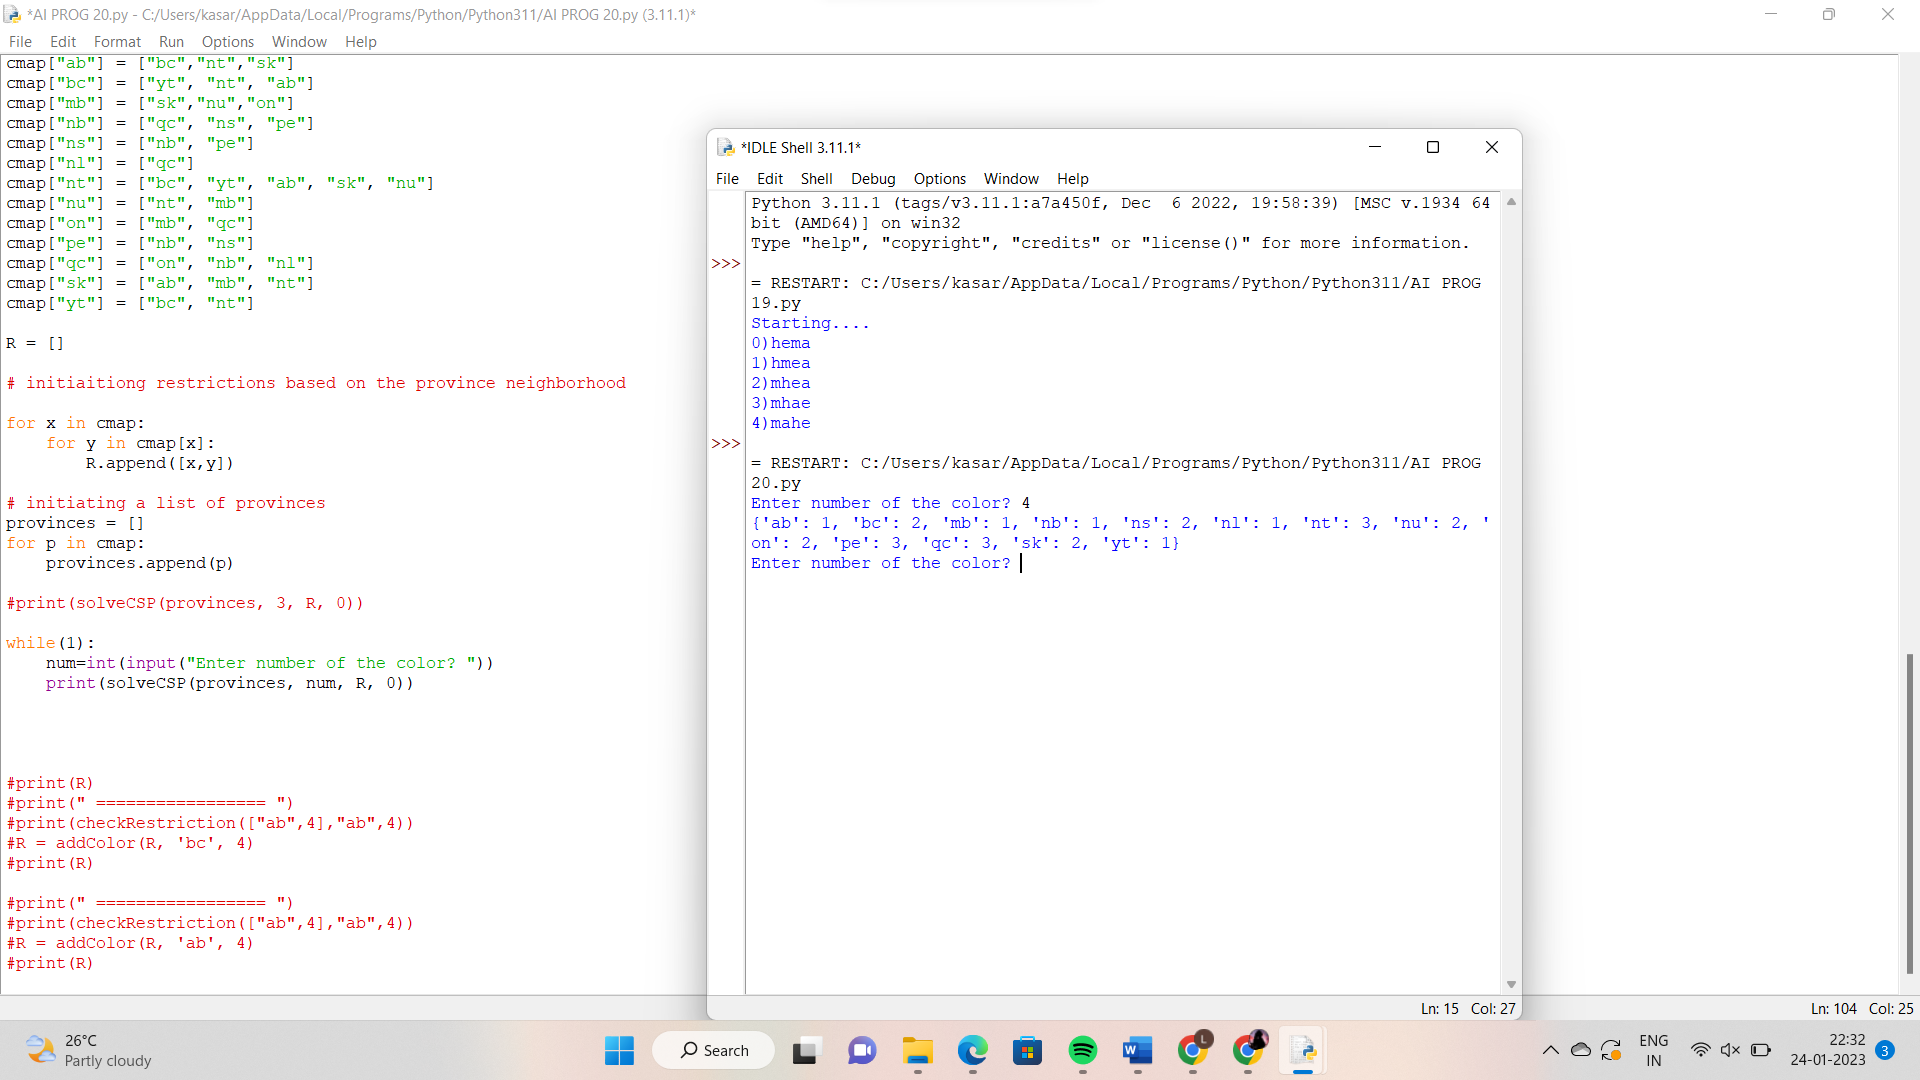 *AI PROG 20.py - C:/Users/kasar/AppData/Local/Programs/Python/Python311/AI PROG 20.py (3.11.1)*
File Edit Format Run Options Window Help
cmap["ab"] = ["bc","nt","sk"]
cmap["bc"] = ["yt", "nt", "ab"]
cmap["mb"] = ["sk","nu","on"]
cmap["nb"] = ["qc", "ns", "pe"]
cmap["ns"] = ["nb", "pe"]
cmap["nl"] = ["qc"]
cmap["nt"] = ["bc", "yt", "ab", "sk", "nu"]
cmap["nu"] = ["nt", "mb"]
cmap["on"] = ["mb", "qc"]
cmap["pe"] = ["nb", "ns"]
cmap["qc"] = ["on", "nb", "nl"]
cmap["sk"] = ["ab", "mb", "nt"]
cmap["yt"] = ["bc", "nt"]
R = []
# initiaitiong restrictions based on the province neighborhood
for x in cmap:
    for y in cmap[x]:
        R.append([x,y])
# initiating a list of provinces
provinces = []
for p in cmap:
    provinces.append(p)
#print(solveCSP(provinces, 3, R, 0))
while(1):
    num=int(input("Enter number of the color? "))
    print(solveCSP(provinces, num, R, 0))
#print(R)
#print(" ================= ")
#print(checkRestriction(["ab",4],"ab",4))
#R = addColor(R, 'bc', 4)
#print(R)
#print(" ================= ")
#print(checkRestriction(["ab",4],"ab",4))
#R = addColor(R, 'ab', 4)
#print(R)
Ln: 104 Col: 25
*IDLE Shell 3.11.1*
File Edit Shell Debug Options Window Help
Python 3.11.1 (tags/v3.11.1:a7a450f, Dec  6 2022, 19:58:39) [MSC v.1934 64
bit (AMD64)] on win32
Type "help", "copyright", "credits" or "license()" for more information.
>>>
= RESTART: C:/Users/kasar/AppData/Local/Programs/Python/Python311/AI PROG
19.py
Starting....
0)hema
1)hmea
2)mhea
3)mhae
4)mahe
>>>
= RESTART: C:/Users/kasar/AppData/Local/Programs/Python/Python311/AI PROG
20.py
Enter number of the color? 4
{'ab': 1, 'bc': 2, 'mb': 1, 'nb': 1, 'ns': 2, 'nl': 1, 'nt': 3, 'nu': 2, '
on': 2, 'pe': 3, 'qc': 3, 'sk': 2, 'yt': 1}
Enter number of the color?
Ln: 15 Col: 27
26°C
Partly cloudy
Search
W
L
ENG
IN
22:32
24-01-2023
3